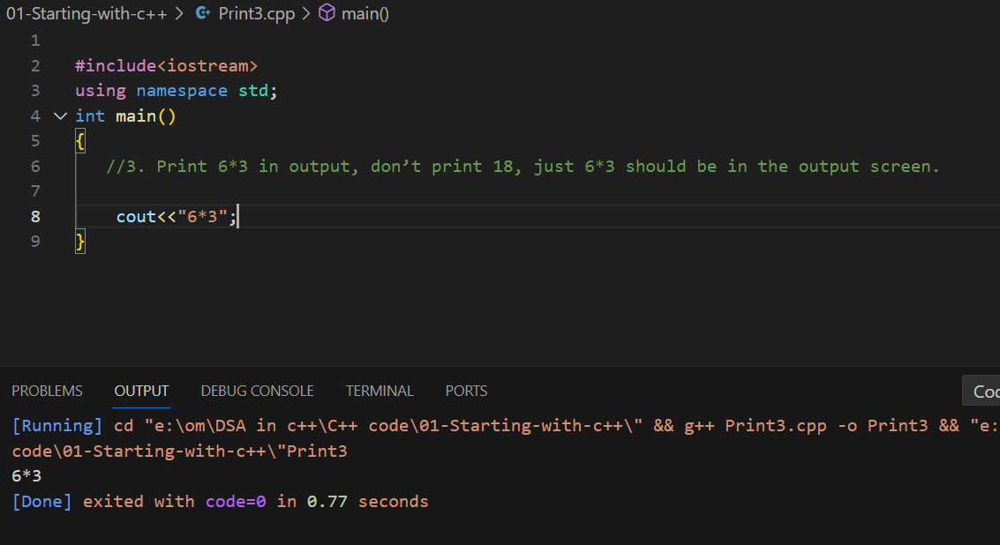 01-Starting-with-c++ > Print3.cpp > main()
1
2 #include<iostream>
3 using namespace std;
4 int main()
5 {
6 //3. Print 6*3 in output, don’t print 18, just 6*3 should be in the output screen.
7
8 cout<<"6*3";
9 }
PROBLEMS OUTPUT DEBUG CONSOLE TERMINAL PORTS
[Running] cd "e:\om\DSA in c++\C++ code\01-Starting-with-c++\" && g++ Print3.cpp -o Print3 && "e:
code\01-Starting-with-c++\"Print3
6*3
[Done] exited with code=0 in 0.77 seconds